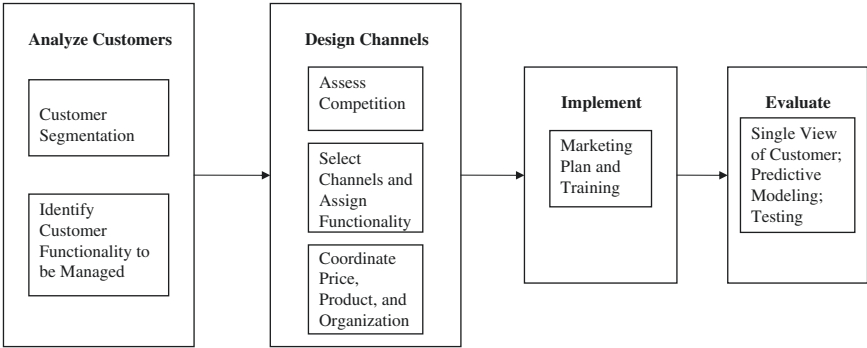 Analyze Customers
Customer
Segmentation
Identify
Customer
Functionality to
be Managed
Design Channels
Assess
Competition
Select
Channels and
Assign
Functionality
Coordinate
Price,
Product, and
Organization
Implement
Marketing
Plan and
Training
Evaluate
Single View
of Customer;
Predictive
Modeling;
Testing